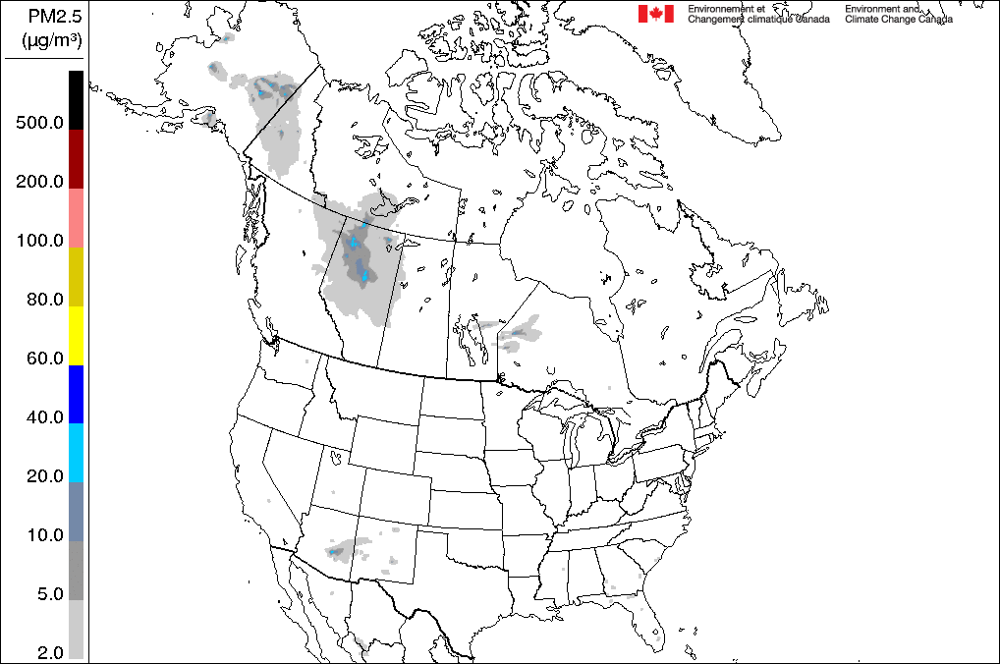 PM2.5
(µg/m³)
500.0
200.0
100.0
80.0
60.0
40.0
20.0
10.0
5.0
2.0
Environnement et
Changement climatique Canada
Environment and
Climate Change Canada